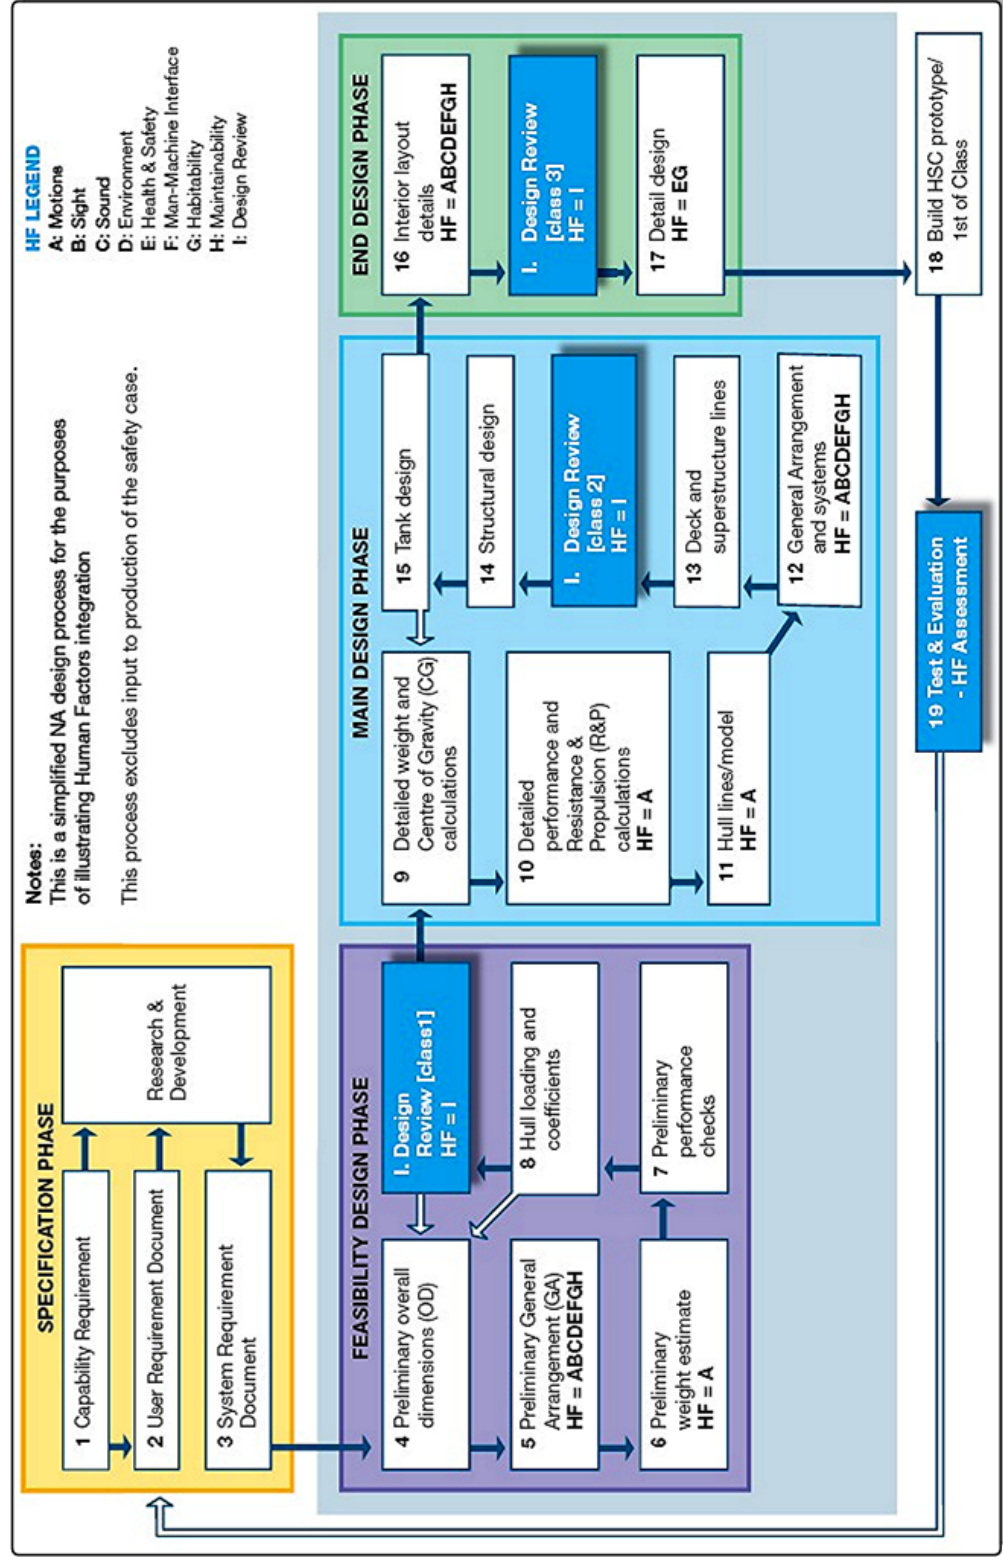 SPECIFICATION PHASE
1 Capability Requirement
2 User Requirement Document
3 System Requirement
Document
Research &
Development
Notes:
This is a simplified NA design process for the purposes
of illustrating Human Factors integration
This process excludes input to production of the safety case.
HF LEGEND
A: Motions
B: Sight
C: Sound
D: Environment
E: Health & Safety
F: Man-Machine Interface
G: Habitability
H: Maintainability
I: Design Review
FEASIBILITY DESIGN PHASE
4 Preliminary overall
dimensions (OD)
5 Preliminary General
Arrangement (GA)
HF = ABCDEFGH
6 Preliminary
weight estimate
HF = A
7 Preliminary
performance
checks
8 Hull loading and
coefficients
I. Design
Review [class1]
HF = I
MAIN DESIGN PHASE
9 Detailed weight and
Centre of Gravity (CG)
calculations
10 Detailed
performance and
Resistance &
Propulsion (R&P)
calculations
HF = A
11 Hull lines/model
HF = A
12 General Arrangement
and systems
HF = ABCDEFGH
13 Deck and
superstructure lines
I. Design Review
[class 2]
HF = I
14 Structural design
15 Tank design
END DESIGN PHASE
16 Interior layout
details
HF = ABCDEFGH
I. Design Review
[class 3]
HF = I
17 Detail design
HF = EG
18 Build HSC prototype/
1st of Class
19 Test & Evaluation
- HF Assessment